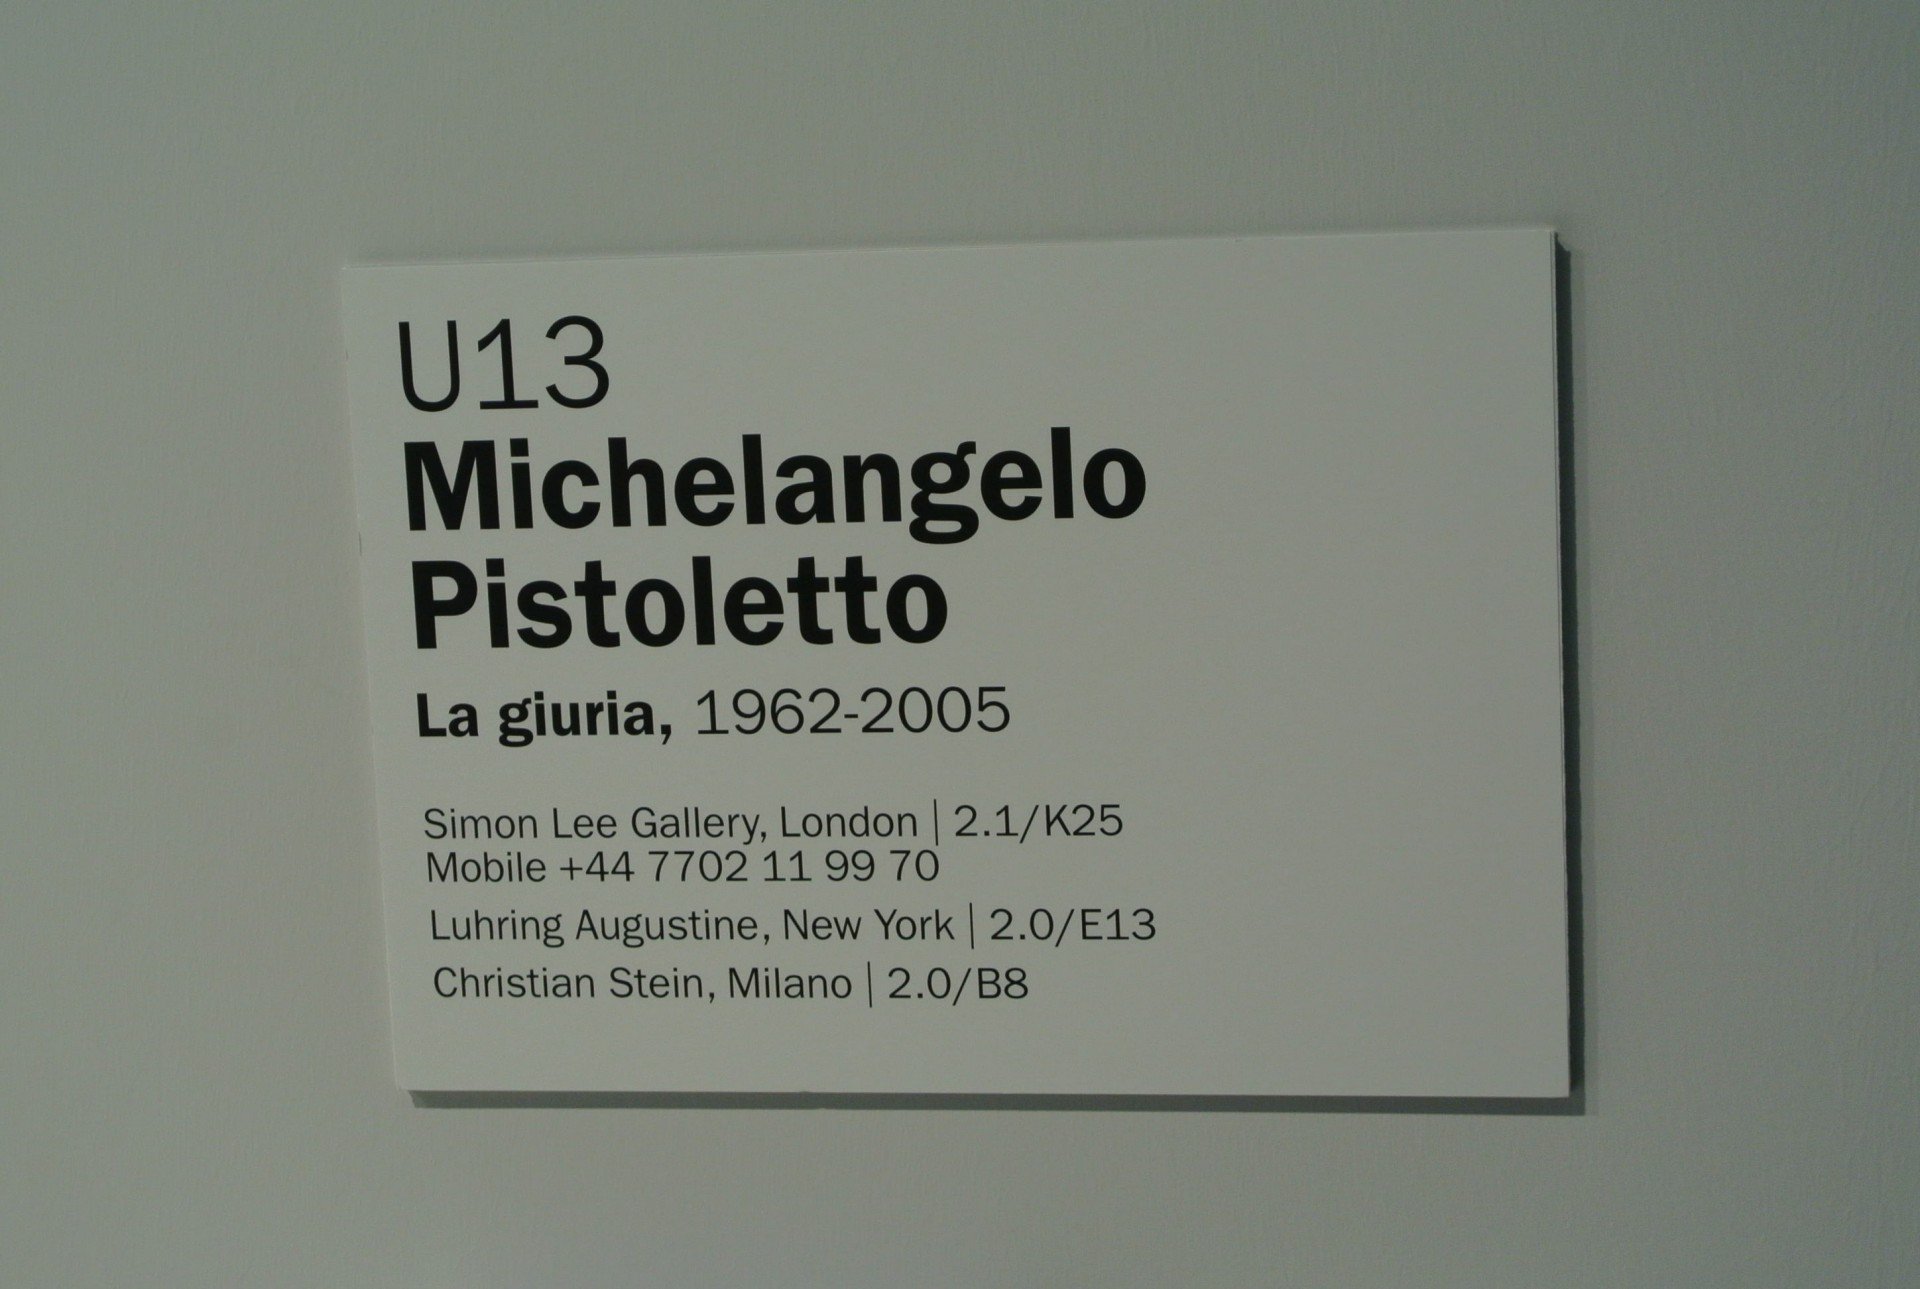 U13
Michelangelo
Pistoletto
La giuria, 1962-2005
Simon Lee Gallery, London | 2.1/K25
Mobile +44 7702 11 99 70
Luhring Augustine, New York | 2.0/E13
Christian Stein, Milano | 2.0/B8